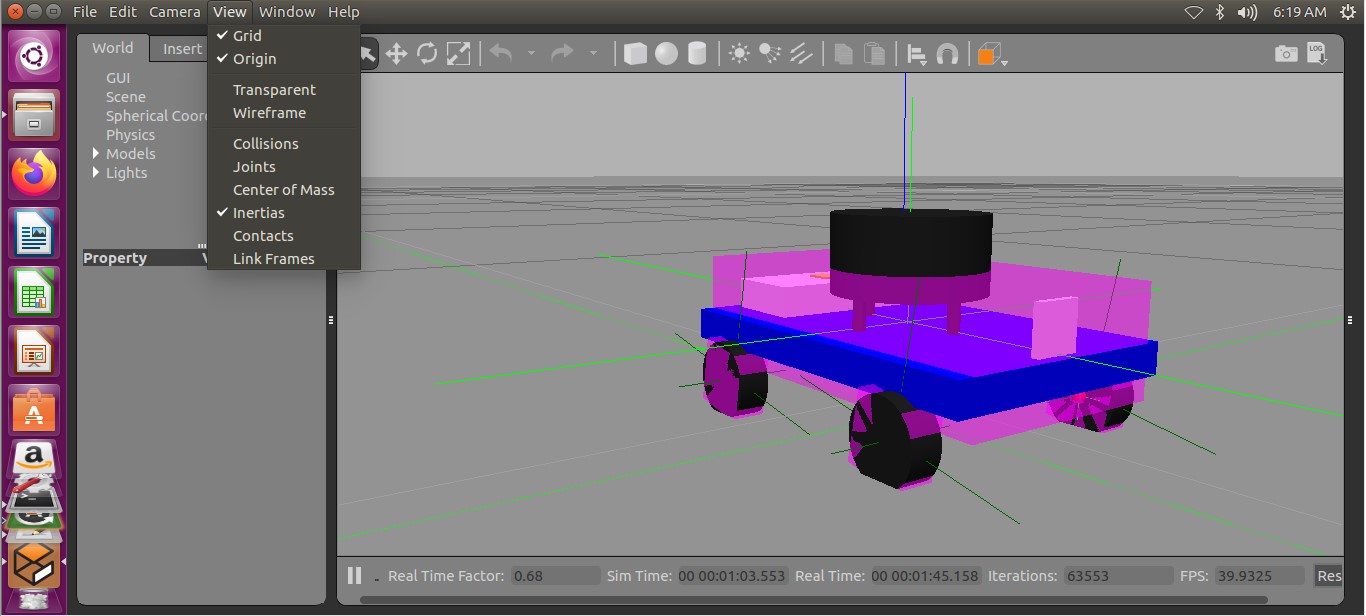 File Edit Camera View Window Help 6:19 AM
World Insert
LOG
GUI
Scene
Spherical Coor
Physics
Models
Lights
Property V
Grid
Origin
Transparent
Wireframe
Collisions
Joints
Center of Mass
Inertias
Contacts
Link Frames
Real Time Factor: 0.68 Sim Time: 00 00:01:03.553 Real Time: 00 00:01:45.158 Iterations: 63553 FPS: 39.9325 Res